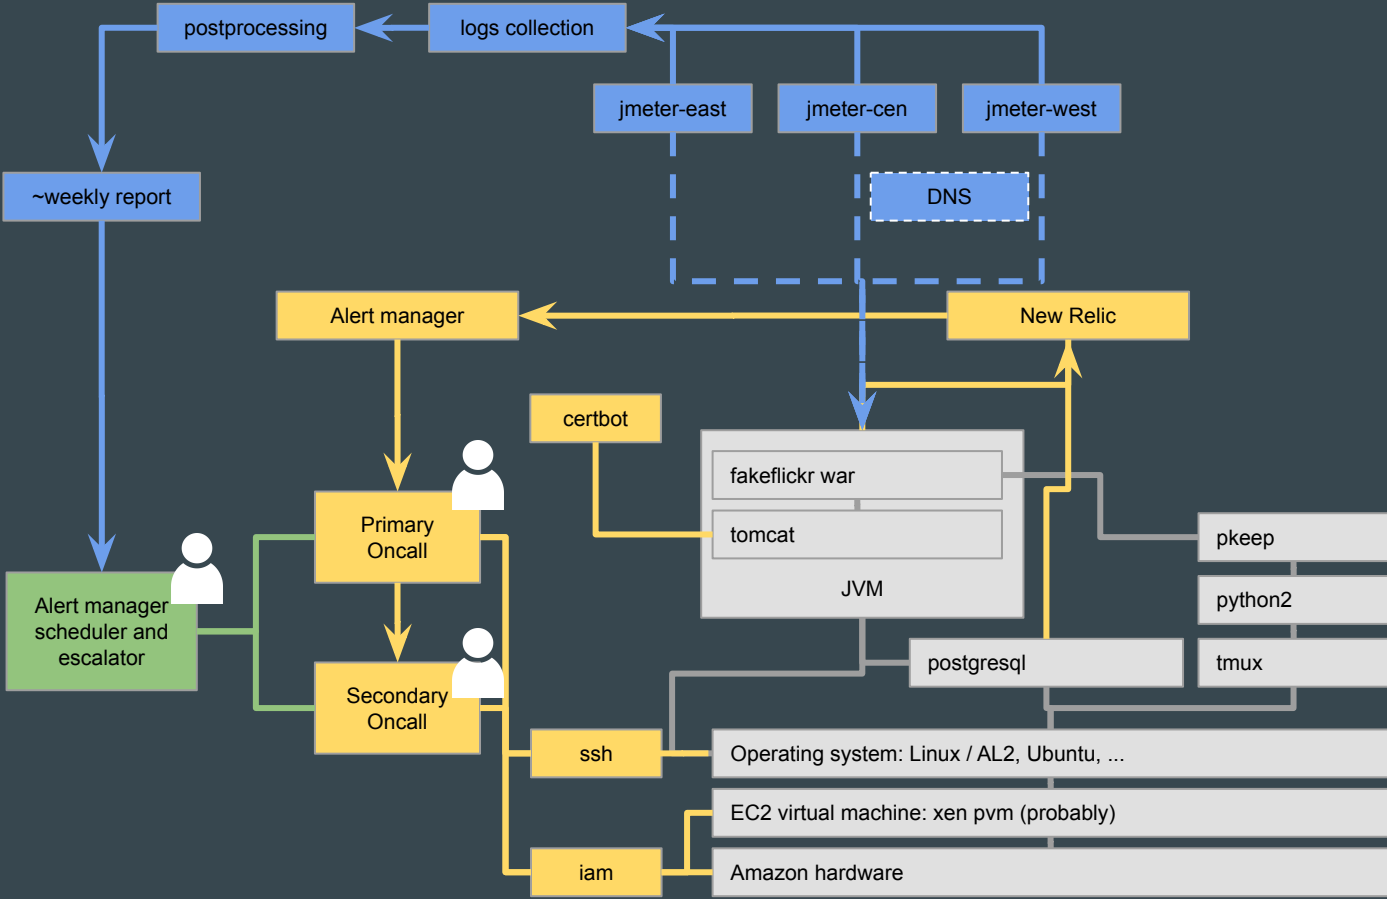 postprocessing
logs collection
jmeter-east
jmeter-cen
jmeter-west
~weekly report
DNS
Alert manager
New Relic
certbot
fakeflickr war
tomcat
JVM
Primary
Oncall
pkeep
python2
tmux
Alert manager
scheduler and
escalator
postgresql
Secondary
Oncall
ssh
Operating system: Linux / AL2, Ubuntu, ...
EC2 virtual machine: xen pvm (probably)
iam
Amazon hardware